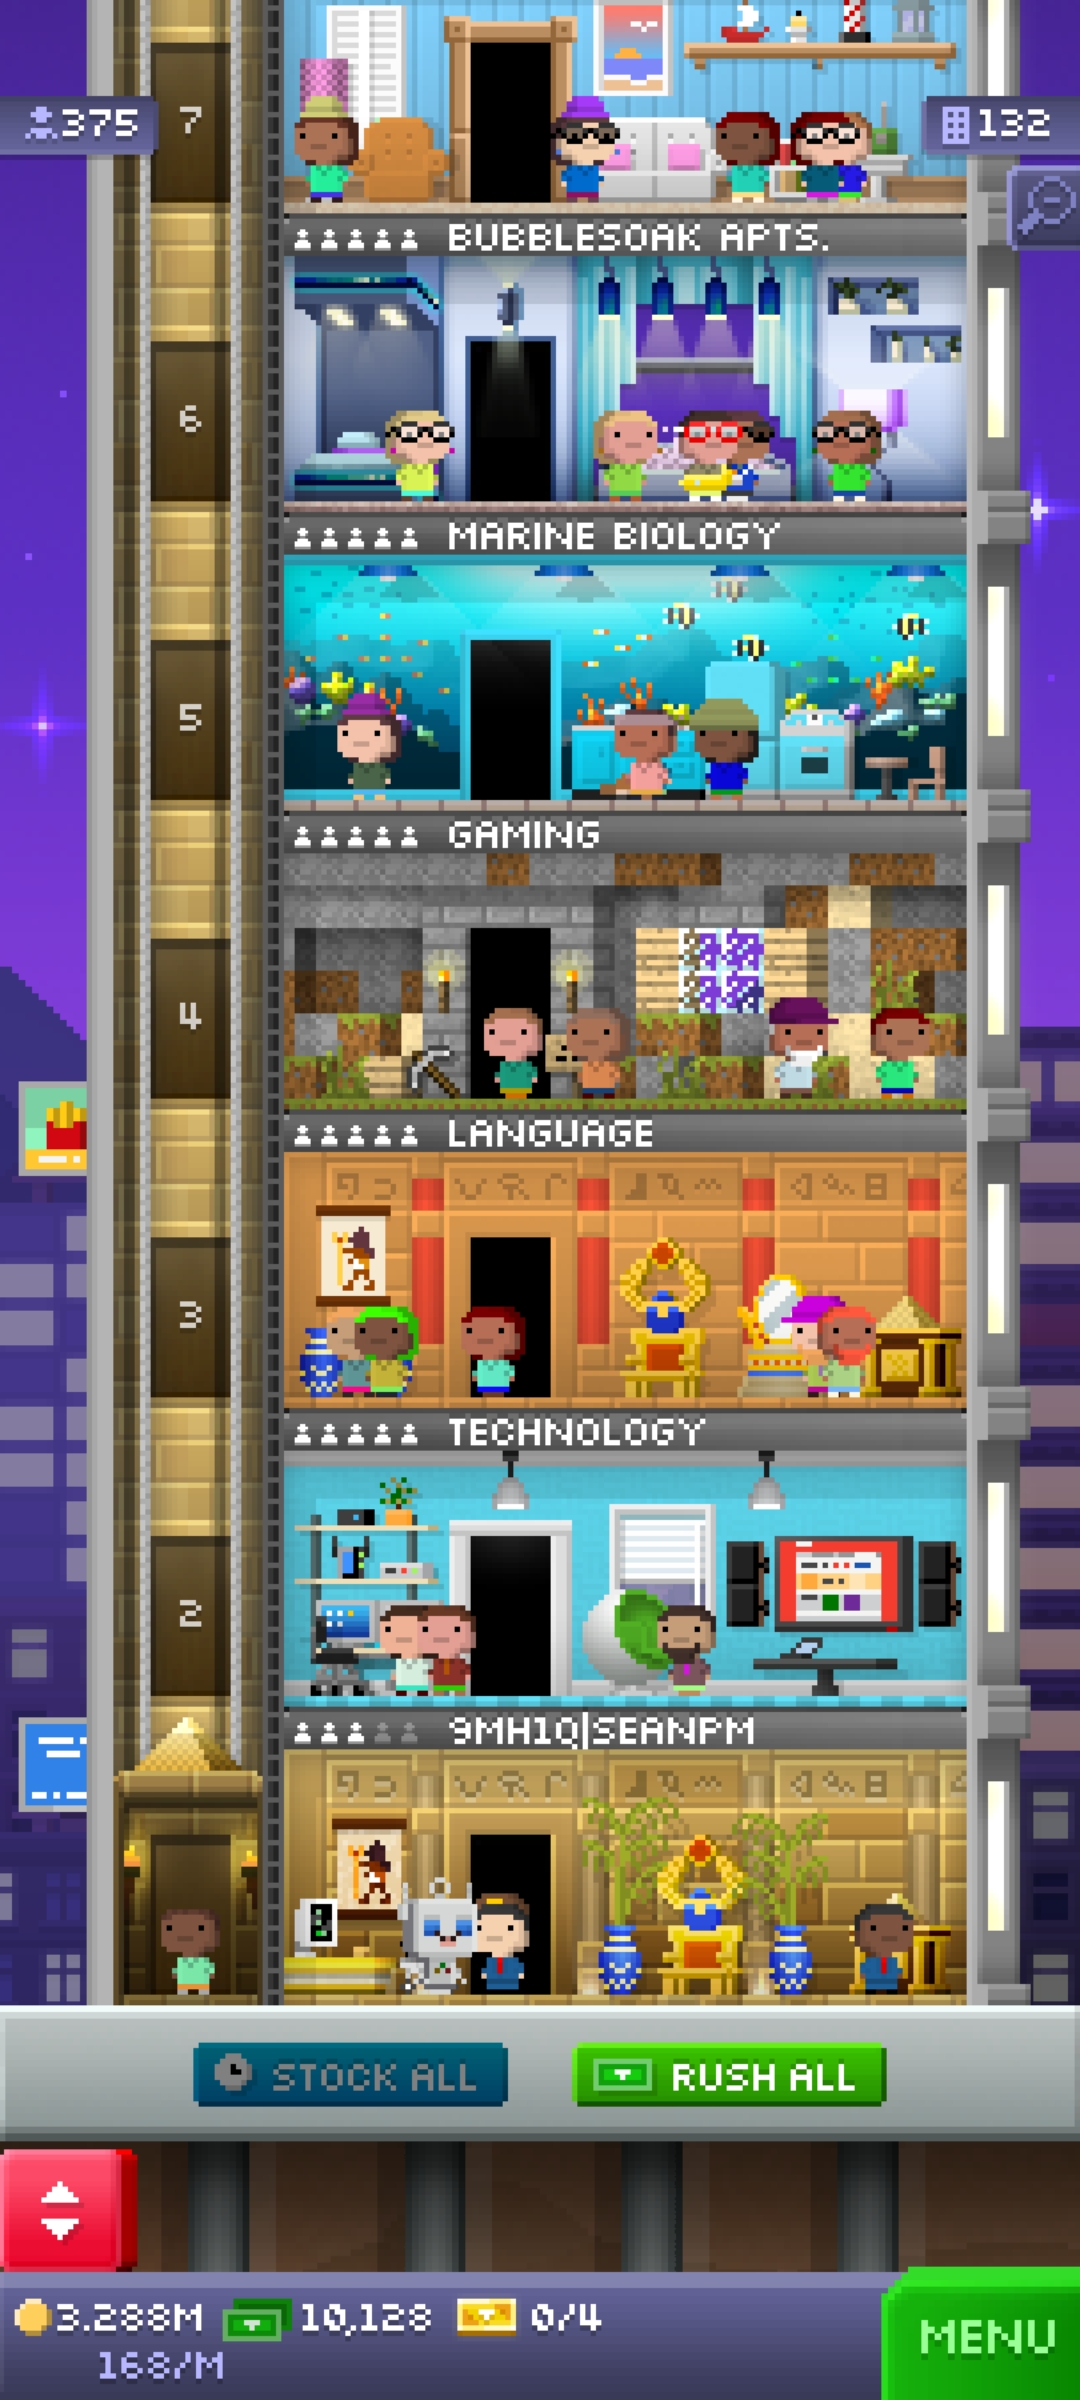 375
7
132
BUBBLESOAK APTS.
6
MARINE BIOLOGY
5
GAMING
4
LANGUAGE
3
TECHNOLOGY
2
9MH1Q|SEANPM
STOCK ALL
RUSH ALL
3.288M
10,128
0/4
168/M
MENU